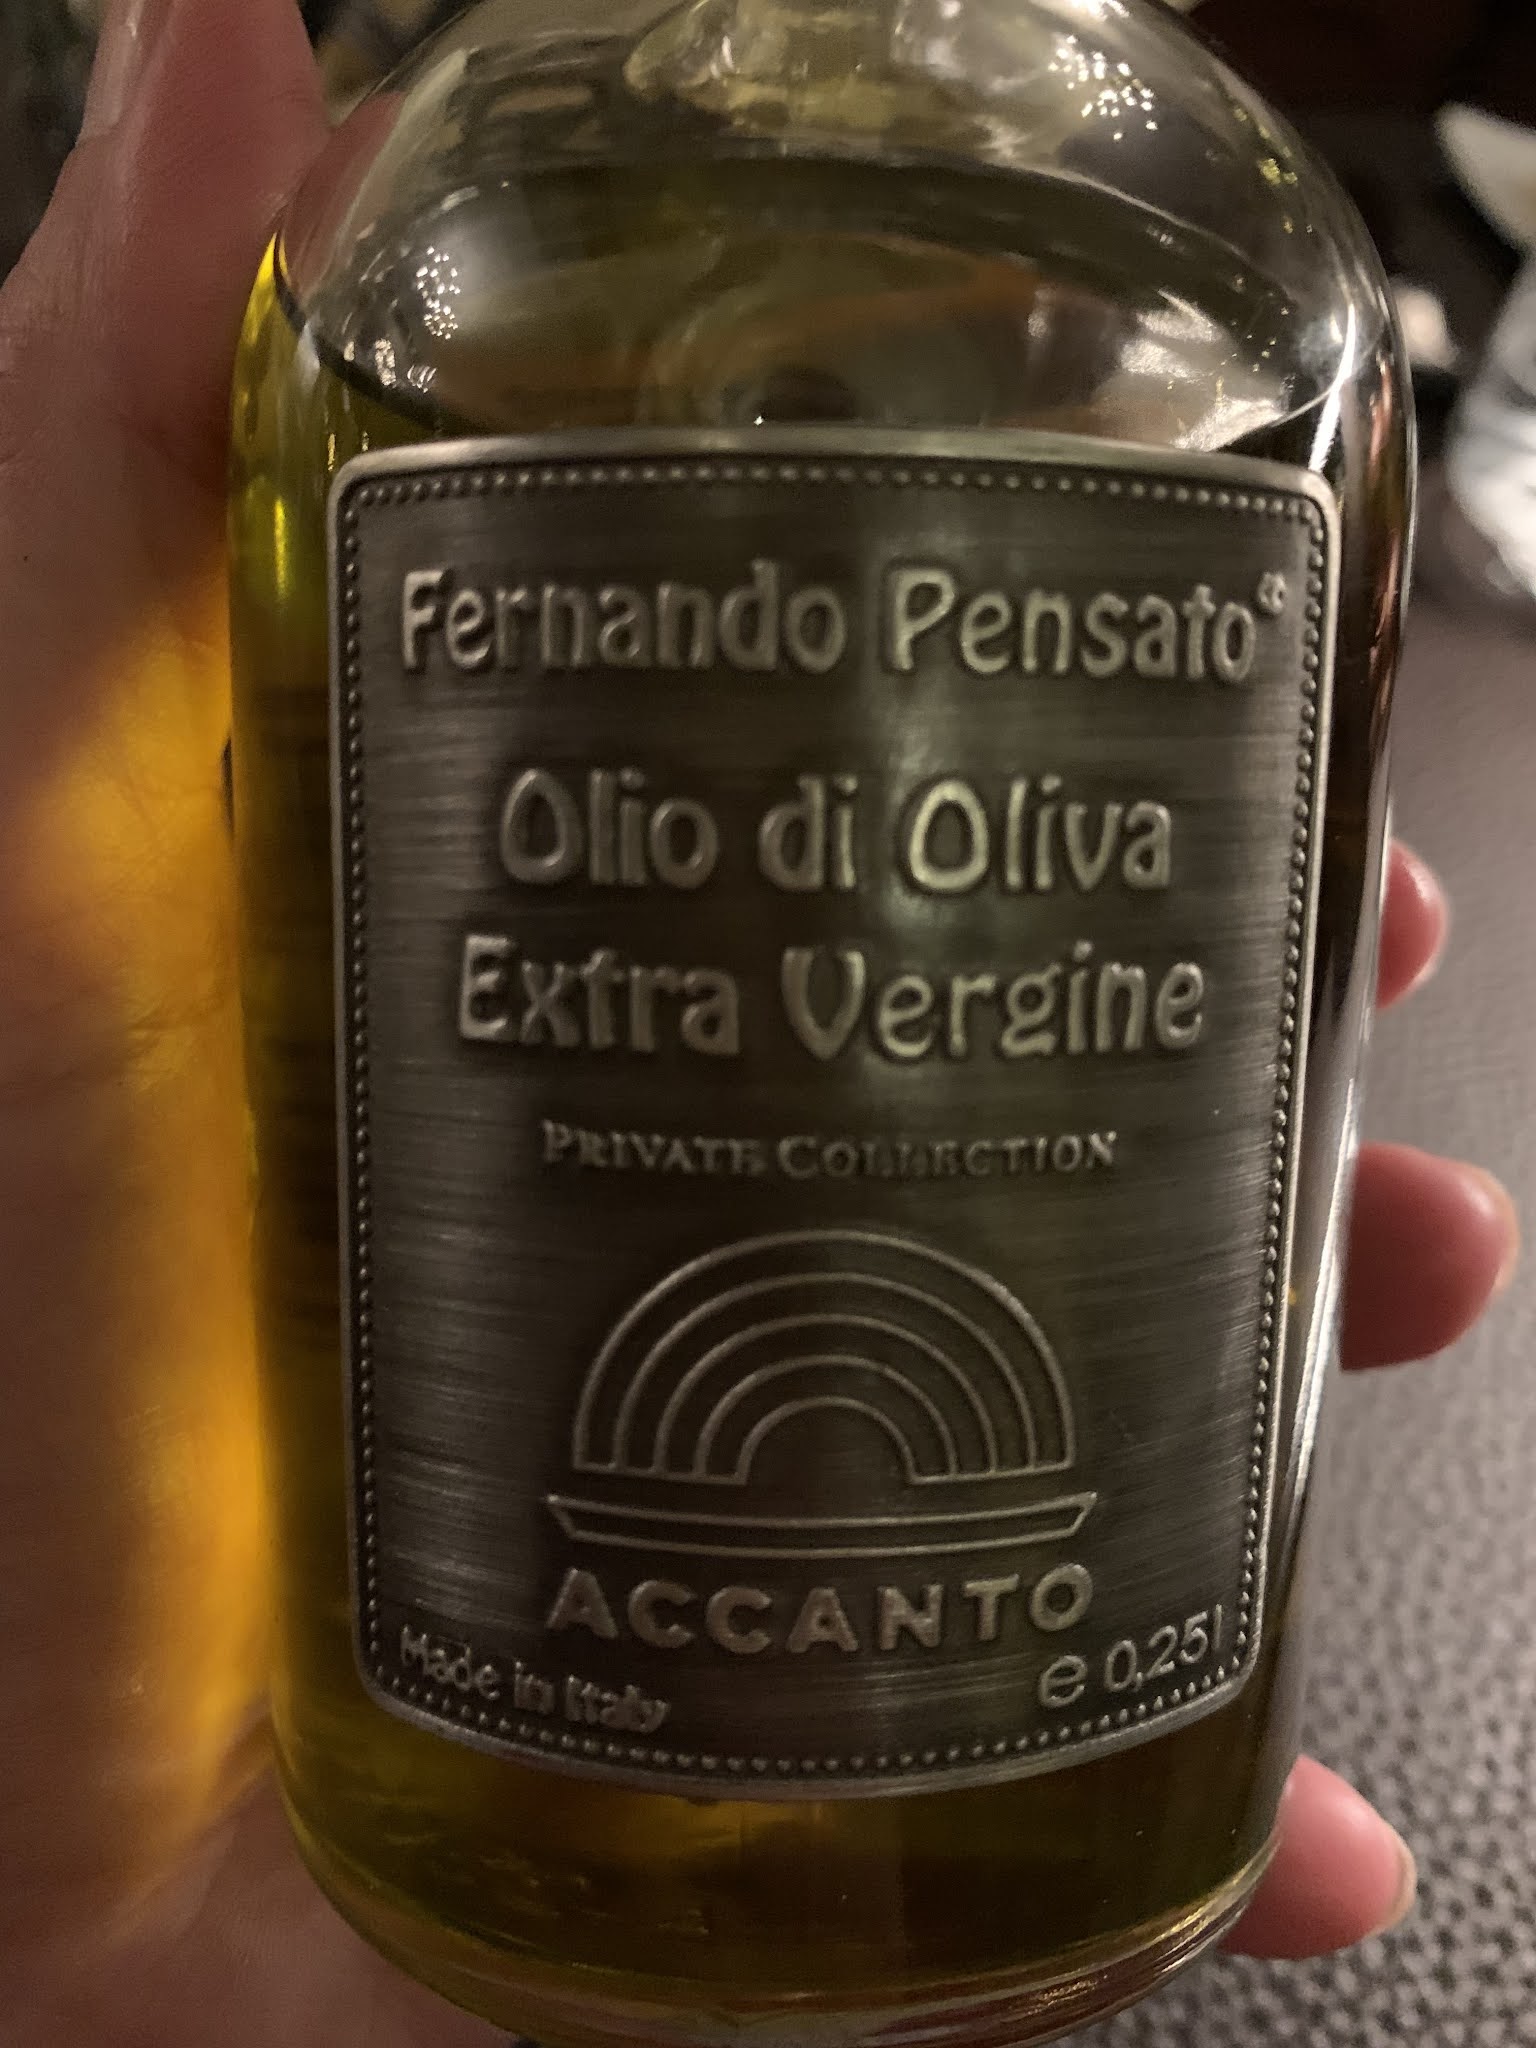 Fernando Pensato®
Olio di Oliva
Extra Vergine
PRIVATE COLLECTION
ACCANTO
Made in Italy
e 0,25l